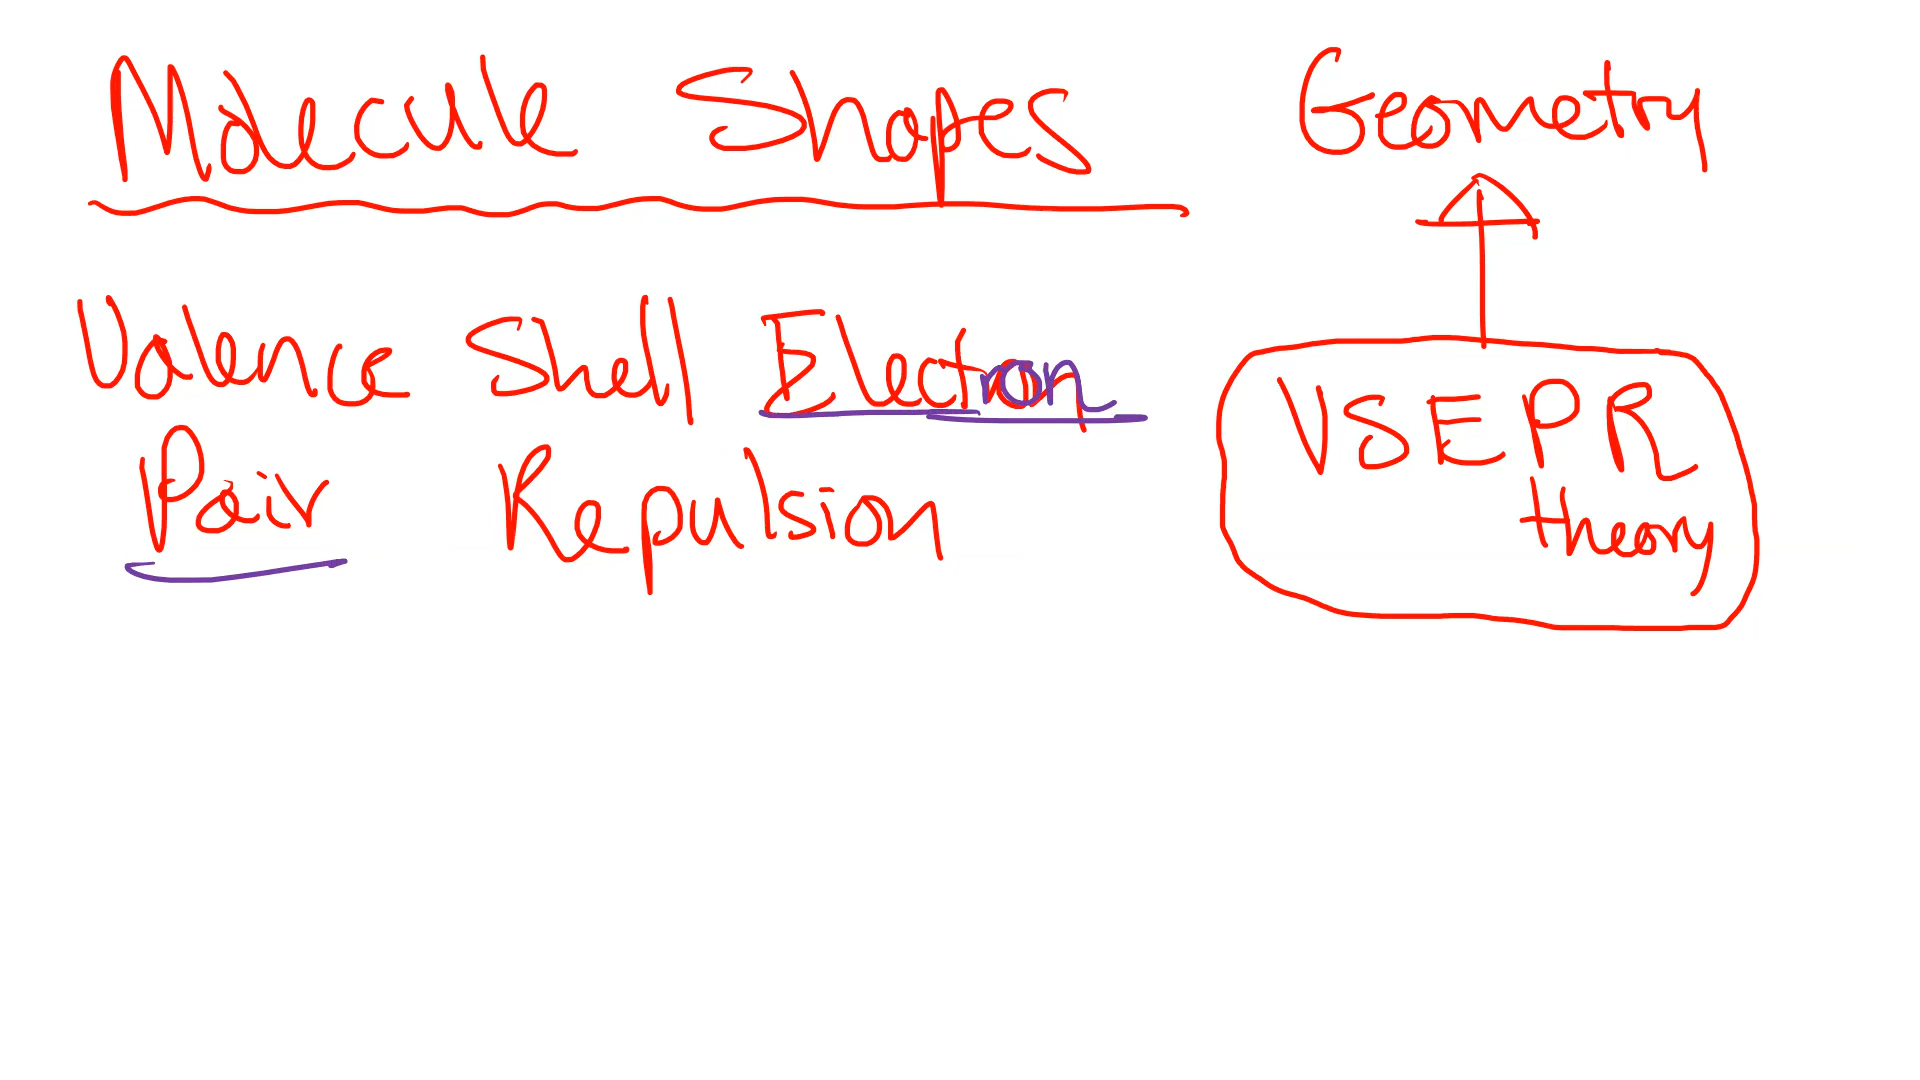 Molecule Shapes
Geometry
Valence Shell Electron
Pair Repulsion
VSEPR
theory